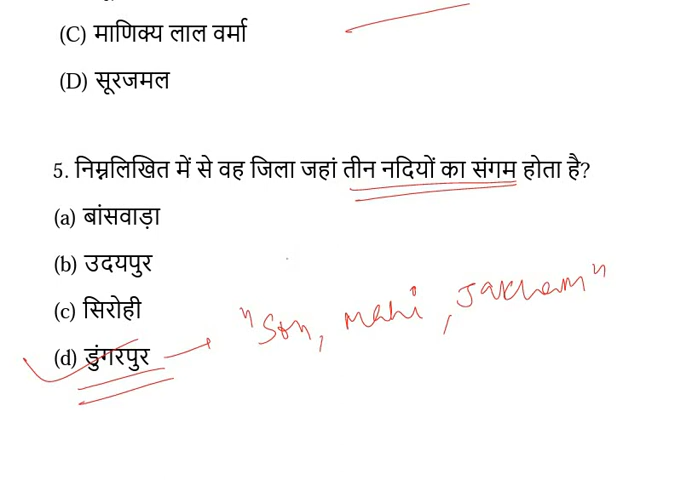 (C) माणिक्य लाल वर्मा
(D) सूरजमल
5. निम्नलिखित में से वह जिला जहां तीन नदियों का संगम होता है?
(a) बांसवाड़ा
(b) उदयपुर
(c) सिरोही
(d) डुंगरपुर
"Som, Mahi, Jakham"